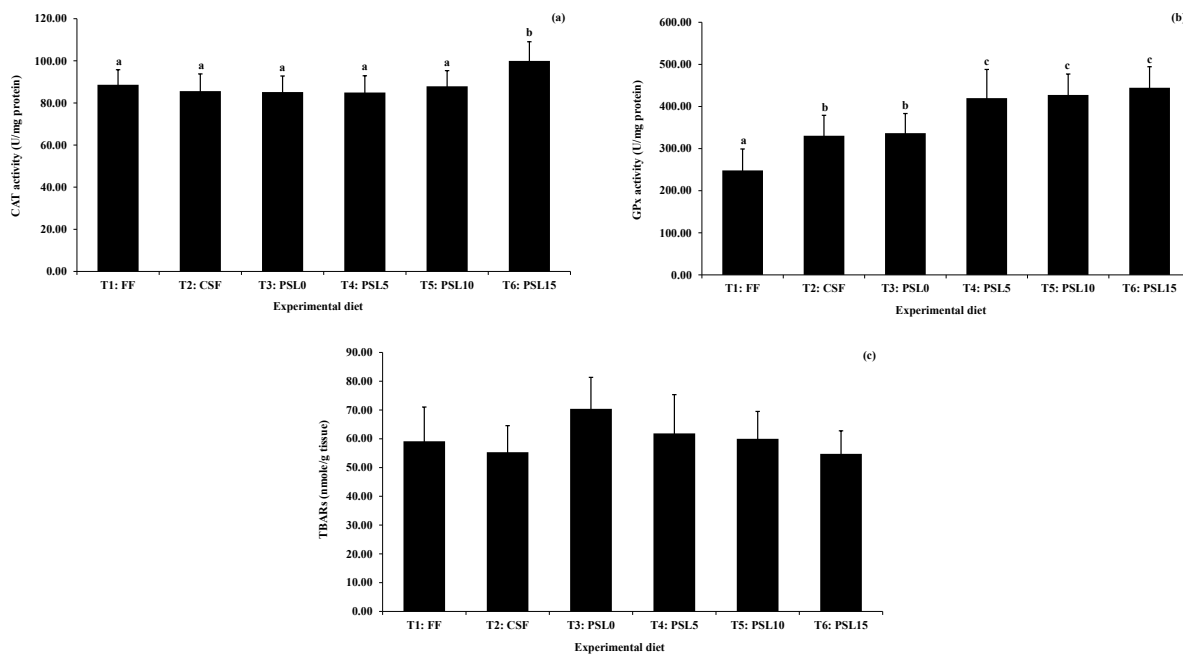 (a)
CAT activity (U/mg protein)
120.00
100.00
80.00
60.00
40.00
20.00
0.00
a
a
a
a
a
b
T1: FF T2: CSF T3: PSL0 T4: PSL5 T5: PSL10 T6: PSL15
Experimental diet
(b)
GPx activity (U/mg protein)
600.00
500.00
400.00
300.00
200.00
100.00
0.00
a
b
b
c
c
c
T1: FF T2: CSF T3: PSL0 T4: PSL5 T5: PSL10 T6: PSL15
Experimental diet
(c)
TBARs (nmole/g tissue)
90.00
80.00
70.00
60.00
50.00
40.00
30.00
20.00
10.00
0.00
T1: FF T2: CSF T3: PSL0 T4: PSL5 T5: PSL10 T6: PSL15
Experimental diet